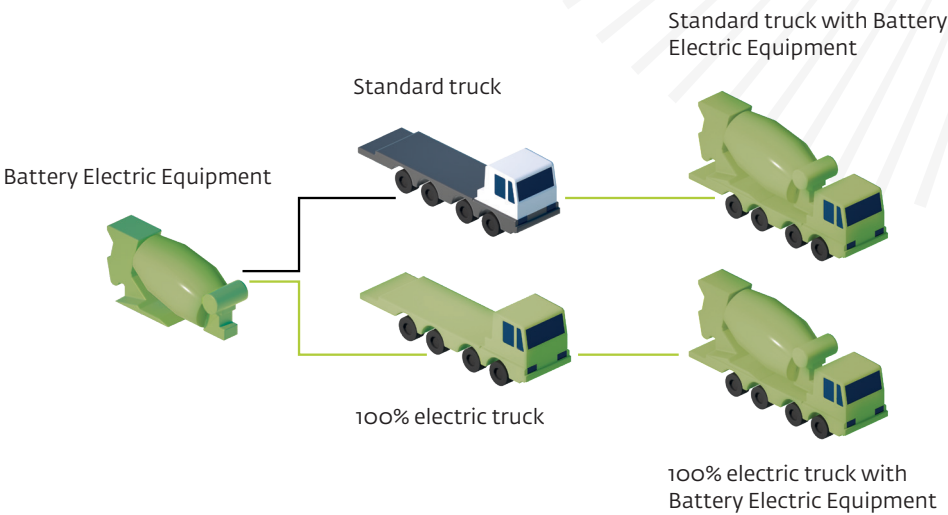 Standard truck with Battery
Electric Equipment
Standard truck
Battery Electric Equipment
100% electric truck
100% electric truck with
Battery Electric Equipment